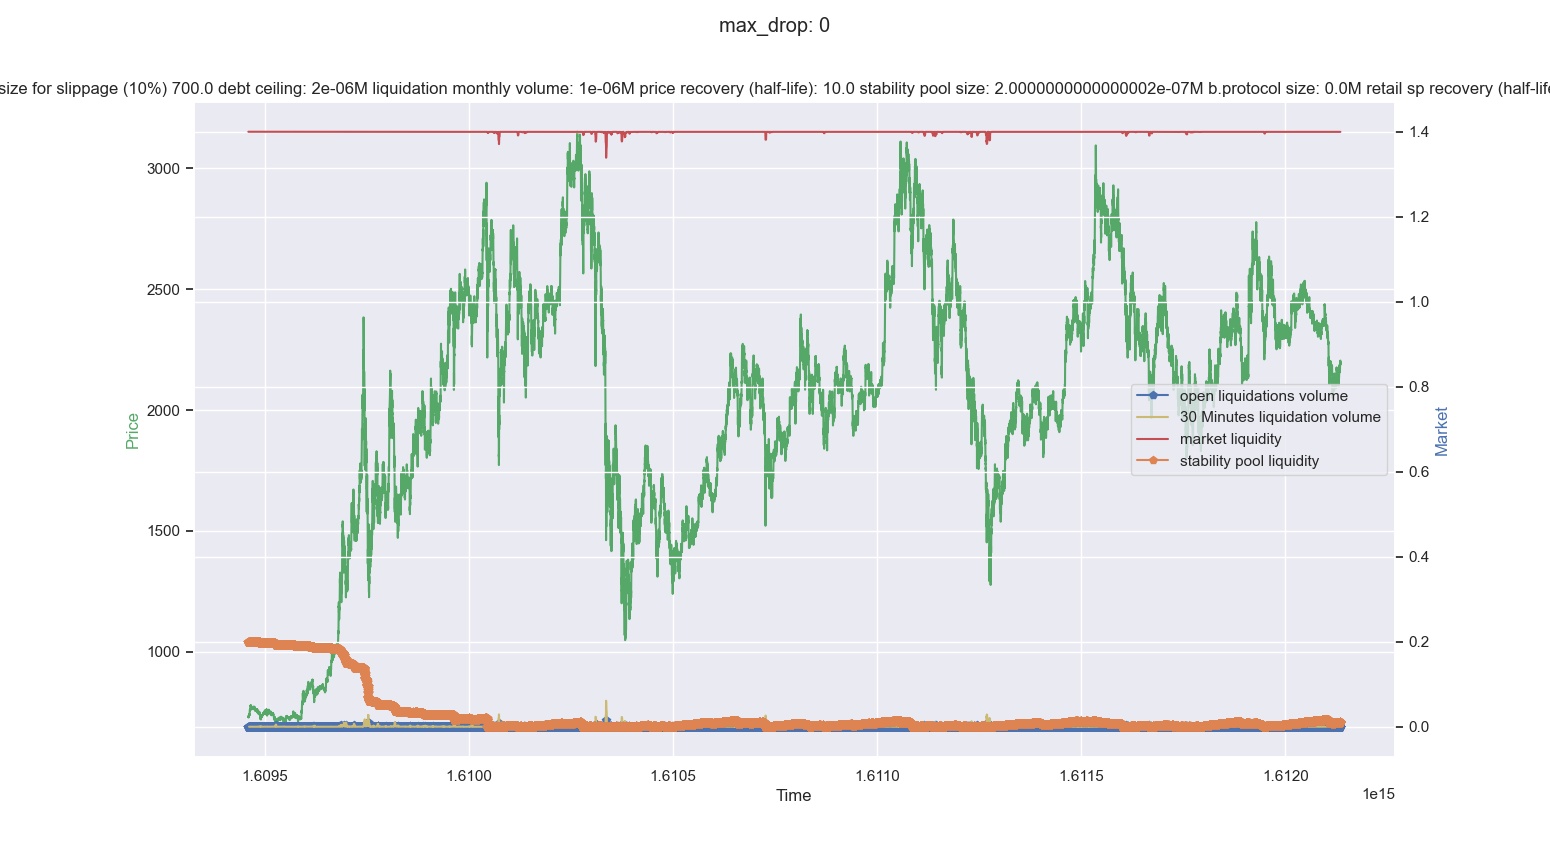 max_drop: 0
size for slippage (10%) 700.0 debt ceiling: 2e-06M liquidation monthly volume: 1e-06M price recovery (half-life): 10.0 stability pool size: 2.0000000000000002e-07M b.protocol size: 0.0M retail sp recovery (half-life
3000
2500
2000
1500
1000
Price
1.4
1.2
1.0
0.8
0.6
0.4
0.2
0.0
Market
open liquidations volume
30 Minutes liquidation volume
market liquidity
stability pool liquidity
1.6095 1.6100 1.6105 1.6110 1.6115 1.6120
Time
1e15